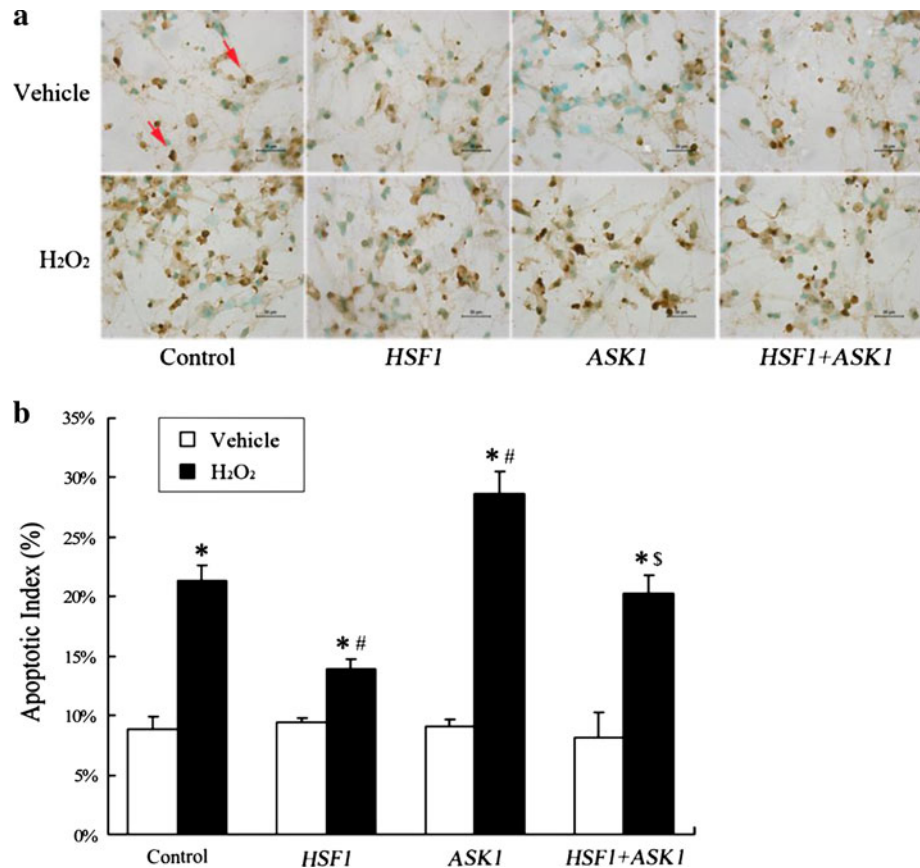 a
Vehicle
H₂O₂
Control HSF1 ASK1 HSF1+ASK1
b
Apoptotic Index (%)
35%
30%
25%
20%
15%
10%
5%
0%
Vehicle
H₂O₂
*
* #
* #
* $
Control HSF1 ASK1 HSF1+ASK1